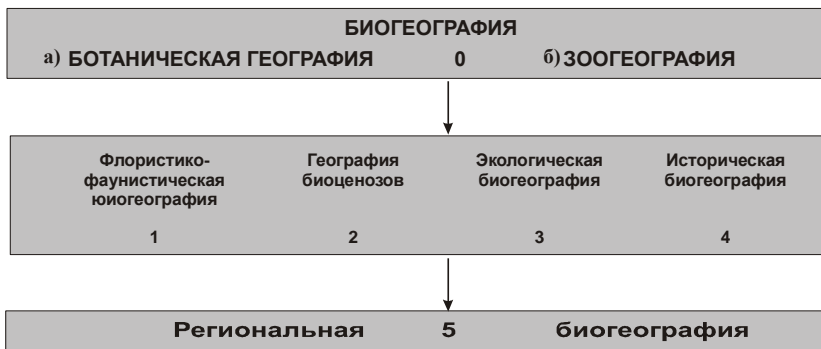 БИОГЕОГРАФИЯ
а) БОТАНИЧЕСКАЯ ГЕОГРАФИЯ 0 б) ЗООГЕОГРАФИЯ
Флористико- География Экологическая Историческая
фаунистическая биоценозов биогеография биогеография
юиогеография
1 2 3 4
Региональная 5 биогеография